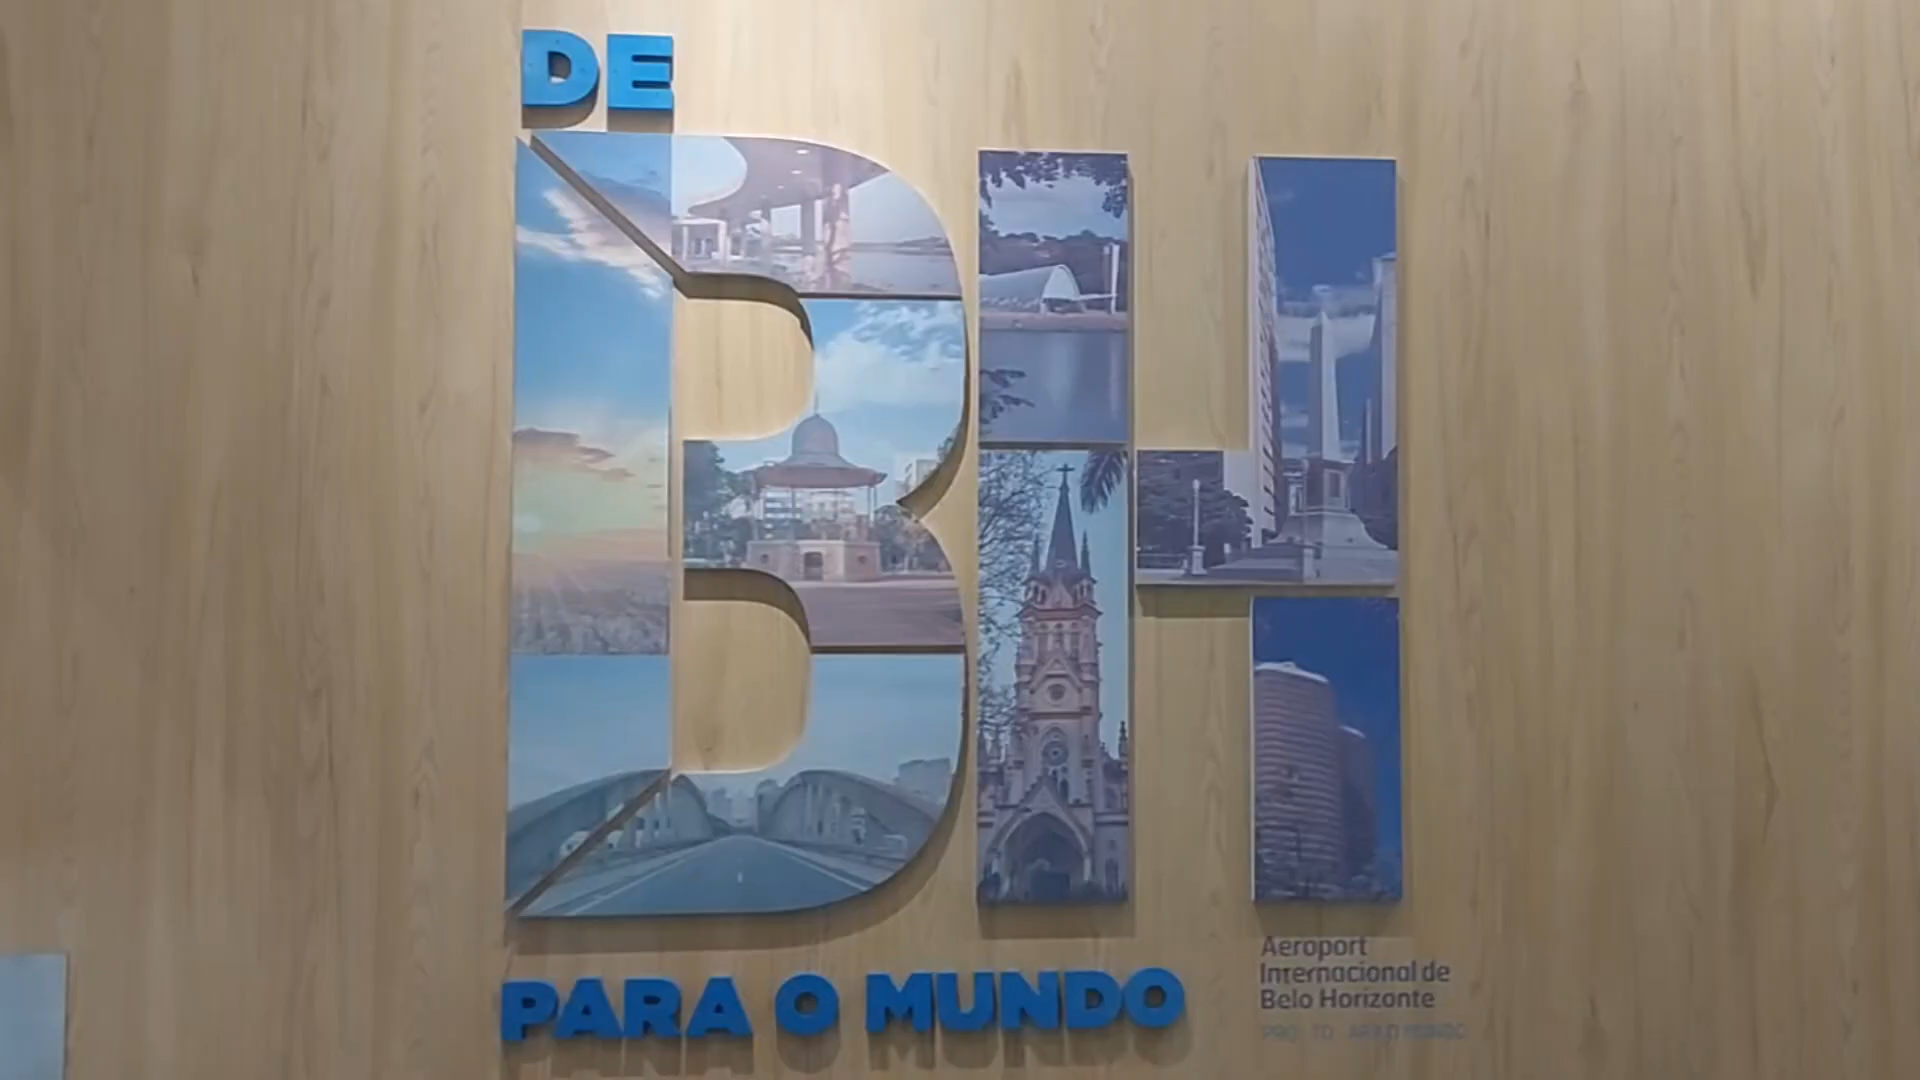 DE
BH
PARA O MUNDO
Aeroport
Internacional de
Belo Horizonte